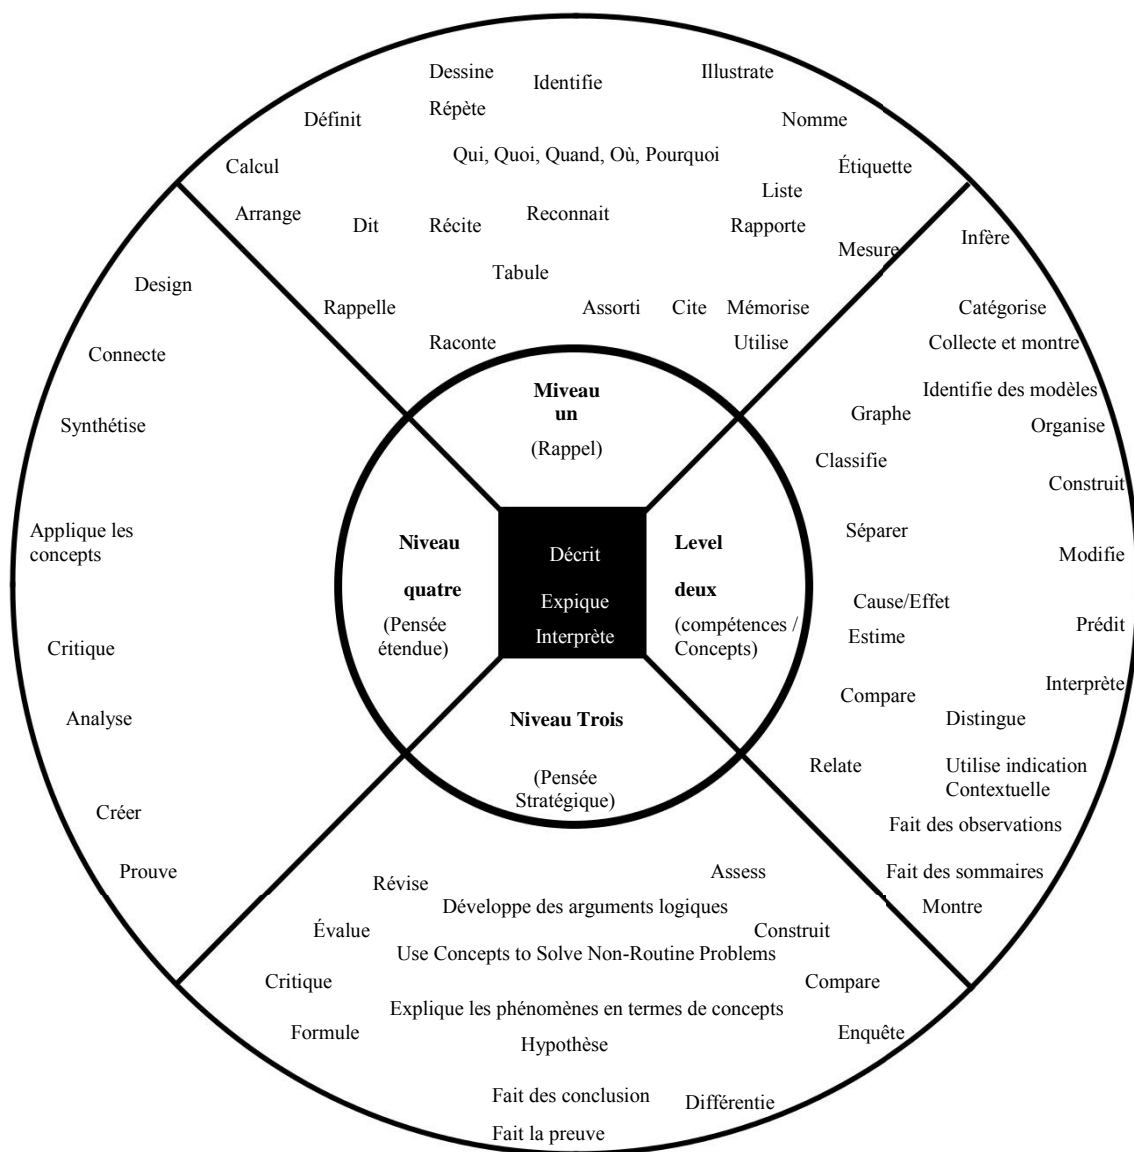 Dessine
Identifie
Illustrate
Répète
Définit
Nomme
Qui, Quoi, Quand, Où, Pourquoi
Calcul
Étiquette
Liste
Arrange
Dit
Récite
Reconnait
Rapporte
Mesure
Tabule
Rappelle
Assorti
Cite
Mémorise
Raconte
Utilise
Infère
Catégorise
Collecte et montre
Identifie des modèles
Graphe
Organise
Classifie
Construit
Séparer
Modifie
Cause/Effet
Prédit
Estime
Interprète
Compare
Distingue
Relate
Utilise indication
Contextuelle
Fait des observations
Fait des sommaires
Montre
Miveau
un
(Rappel)
Level
deux
(compétences /
Concepts)
Niveau Trois
(Pensée
Stratégique)
Niveau
quatre
(Pensée
étendue)
Décrit
Expique
Interprète
Design
Connecte
Synthétise
Applique les
concepts
Critique
Analyse
Créer
Prouve
Révise
Assess
Développe des arguments logiques
Évalue
Construit
Use Concepts to Solve Non-Routine Problems
Critique
Compare
Explique les phénomènes en termes de concepts
Formule
Enquête
Hypothèse
Fait des conclusion
Différentie
Fait la preuve